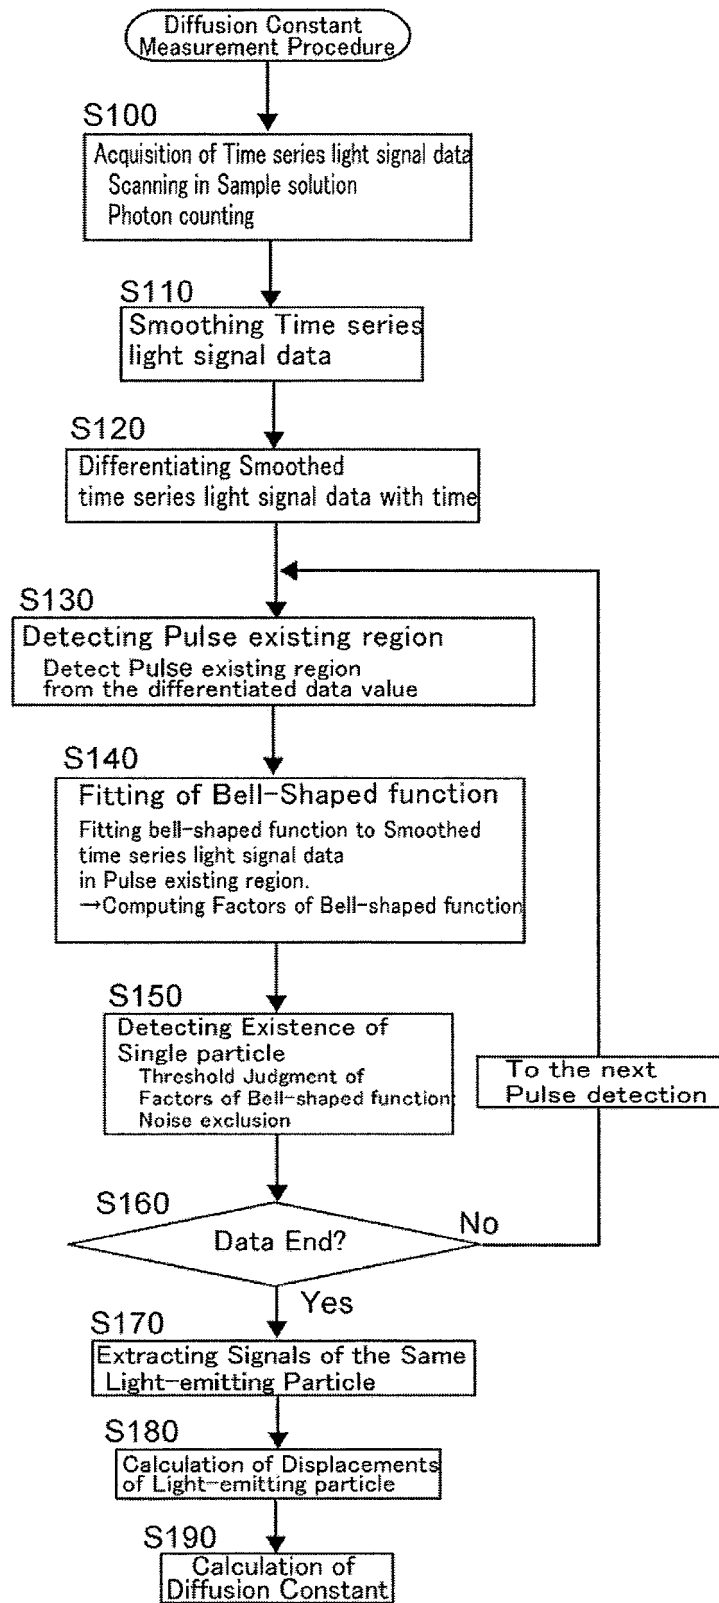 Diffusion Constant
Measurement Procedure
S100
Acquisition of Time series light signal data
Scanning in Sample solution
Photon counting
S110
Smoothing Time series
light signal data
S120
Differentiating Smoothed
time series light signal data with time
S130
Detecting Pulse existing region
Detect Pulse existing region
from the differentiated data value
S140
Fitting of Bell-Shaped function
Fitting bell-shaped function to Smoothed
time series light signal data
in Pulse existing region.
→Computing Factors of Bell-shaped function
S150
Detecting Existence of
Single particle
Threshold Judgment of
Factors of Bell-shaped function;
Noise exclusion
To the next
Pulse detection
S160
Data End?
No
Yes
S170
Extracting Signals of the Same
Light-emitting Particle
S180
Calculation of Displacements
of Light-emitting particle
S190
Calculation of
Diffusion Constant